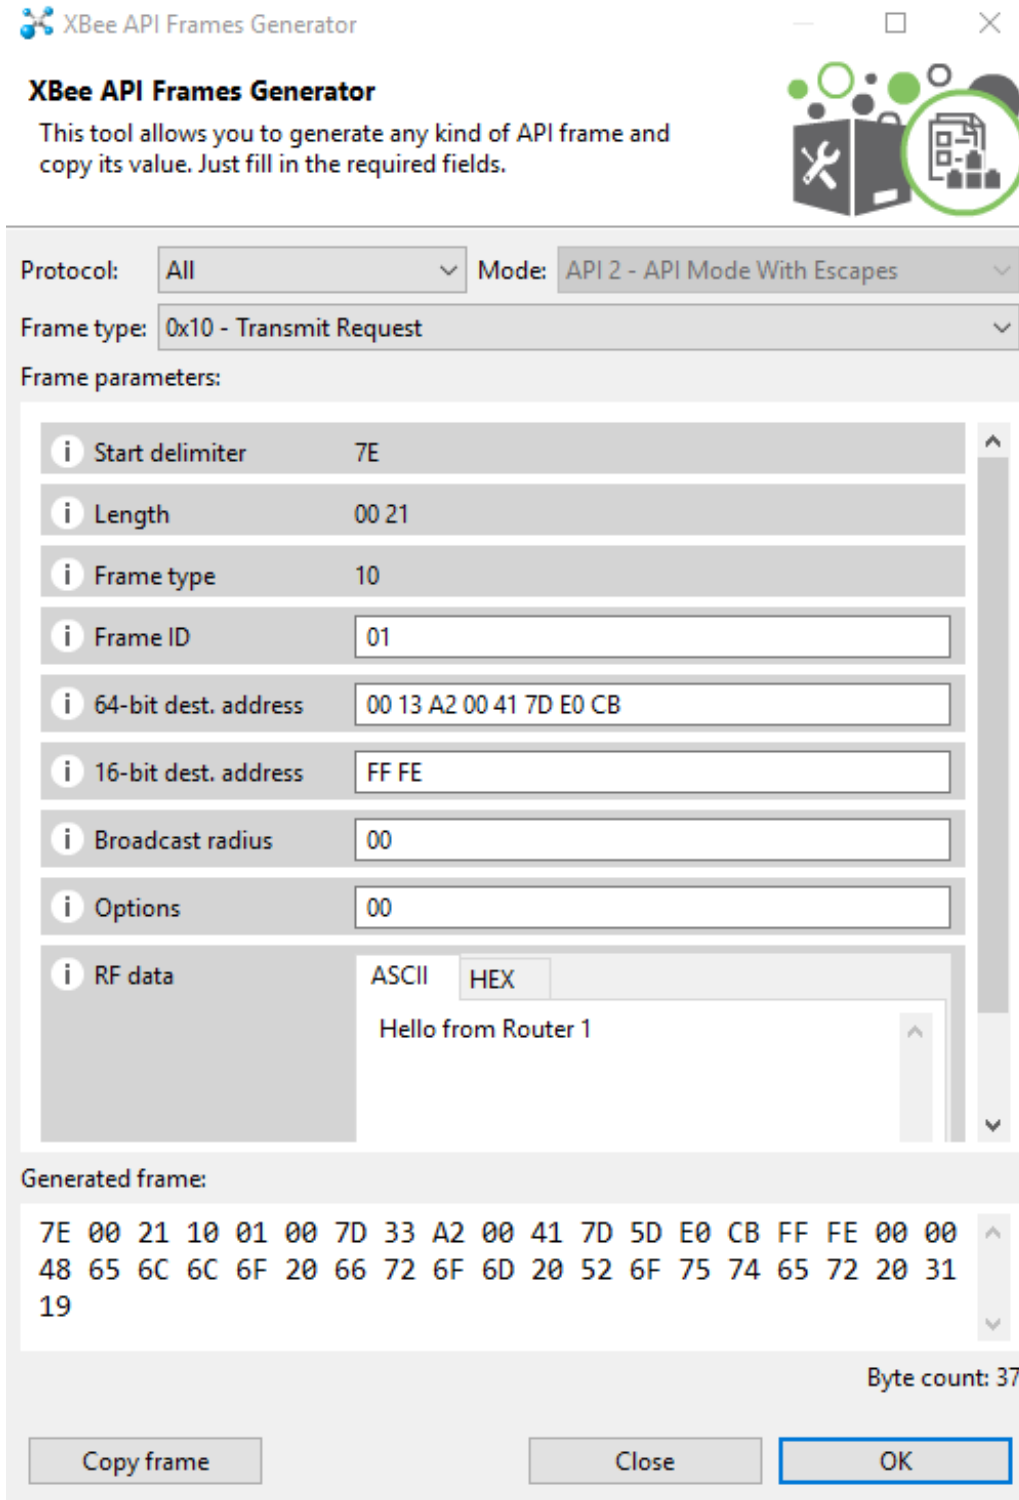 XBee API Frames Generator
XBee API Frames Generator
This tool allows you to generate any kind of API frame and
copy its value. Just fill in the required fields.
Protocol: All Mode: API 2 - API Mode With Escapes
Frame type: 0x10 - Transmit Request
Frame parameters:
i Start delimiter 7E
i Length 00 21
i Frame type 10
i Frame ID 01
i 64-bit dest. address 00 13 A2 00 41 7D E0 CB
i 16-bit dest. address FF FE
i Broadcast radius 00
i Options 00
i RF data ASCII HEX
Hello from Router 1
Generated frame:
7E 00 21 10 01 00 7D 33 A2 00 41 7D 5D E0 CB FF FE 00 00
48 65 6C 6C 6F 20 66 72 6F 6D 20 52 6F 75 74 65 72 20 31
19
Byte count: 37
Copy frame Close OK